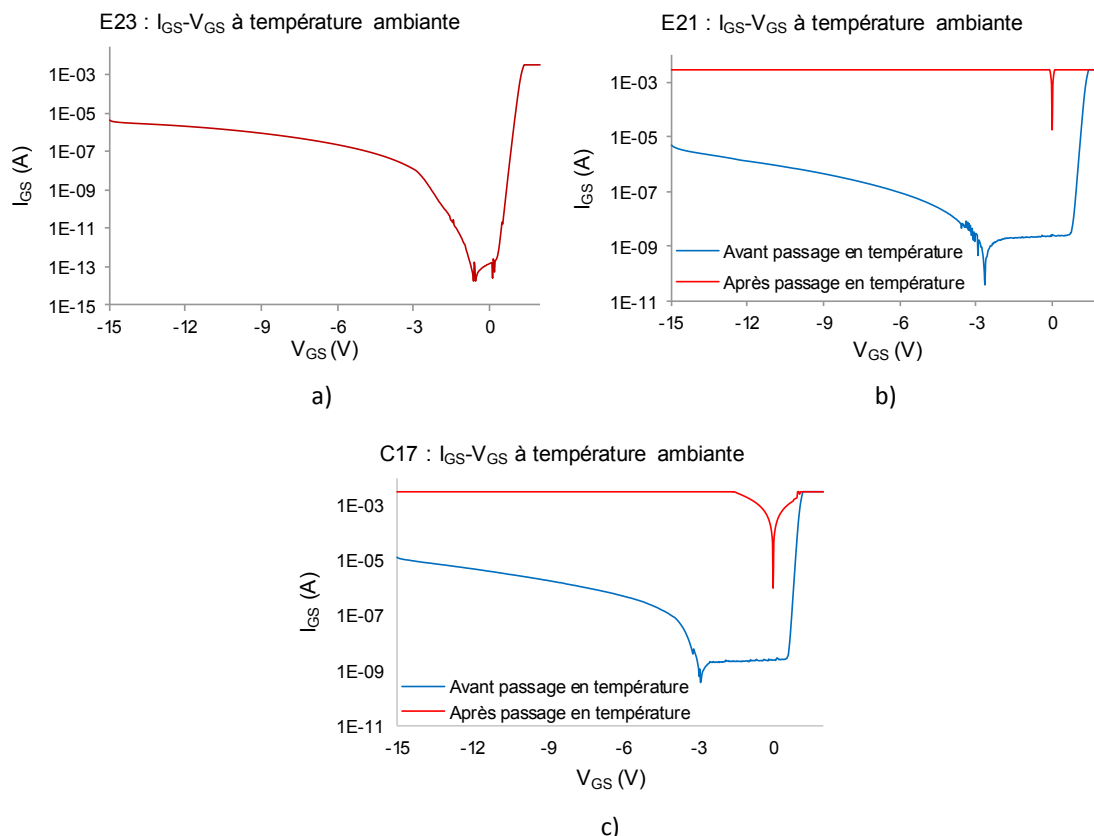 E23 : IGS-VGS à température ambiante
1E-03
1E-05
1E-07
1E-09
1E-11
1E-13
1E-15
IGS (A)
-15
-12
-9
-6
-3
0
VGS (V)
a)
E21 : IGS-VGS à température ambiante
1E-03
1E-05
1E-07
1E-09
1E-11
IGS (A)
Avant passage en température
Après passage en température
-15
-12
-9
-6
-3
0
VGS (V)
b)
C17 : IGS-VGS à température ambiante
1E-03
1E-05
1E-07
1E-09
1E-11
IGS (A)
Avant passage en température
Après passage en température
-15
-12
-9
-6
-3
0
VGS (V)
c)